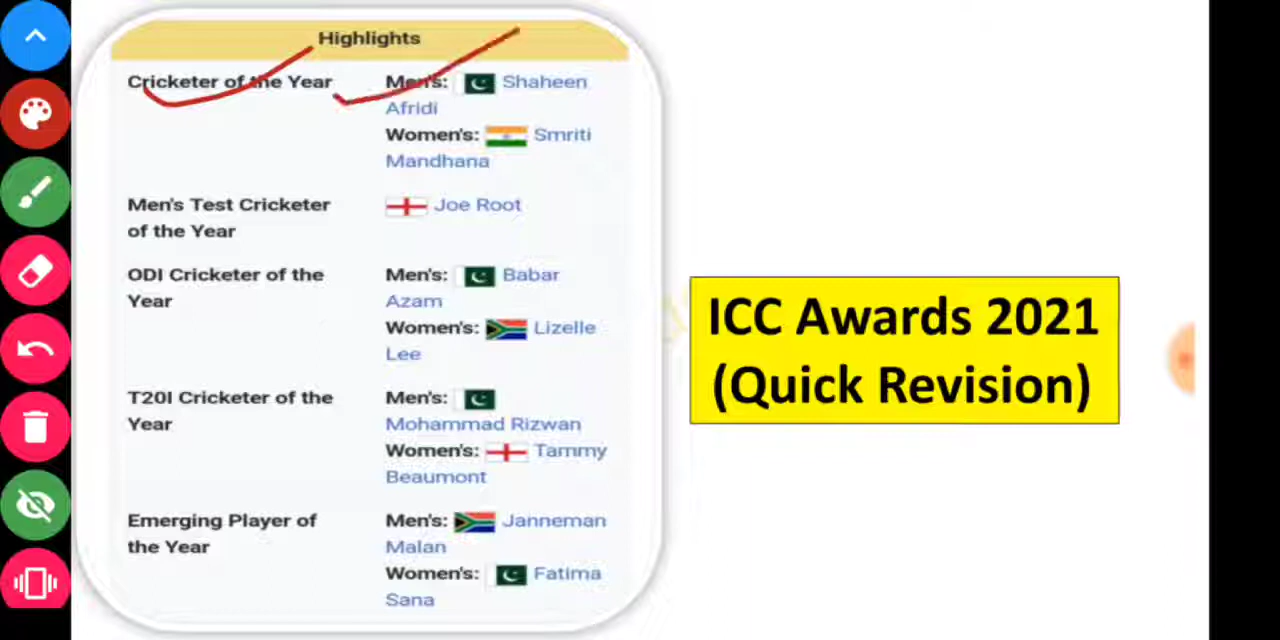 Highlights
Cricketer of the Year
Men's: Shaheen
Afridi
Women's: Smriti
Mandhana
Men's Test Cricketer
of the Year
Joe Root
ODI Cricketer of the
Year
Men's: Babar
Azam
Women's: Lizelle
Lee
T20I Cricketer of the
Year
Men's:
Mohammad Rizwan
Women's: Tammy
Beaumont
Emerging Player of
the Year
Men's: Janneman
Malan
Women's: Fatima
Sana
ICC Awards 2021
(Quick Revision)